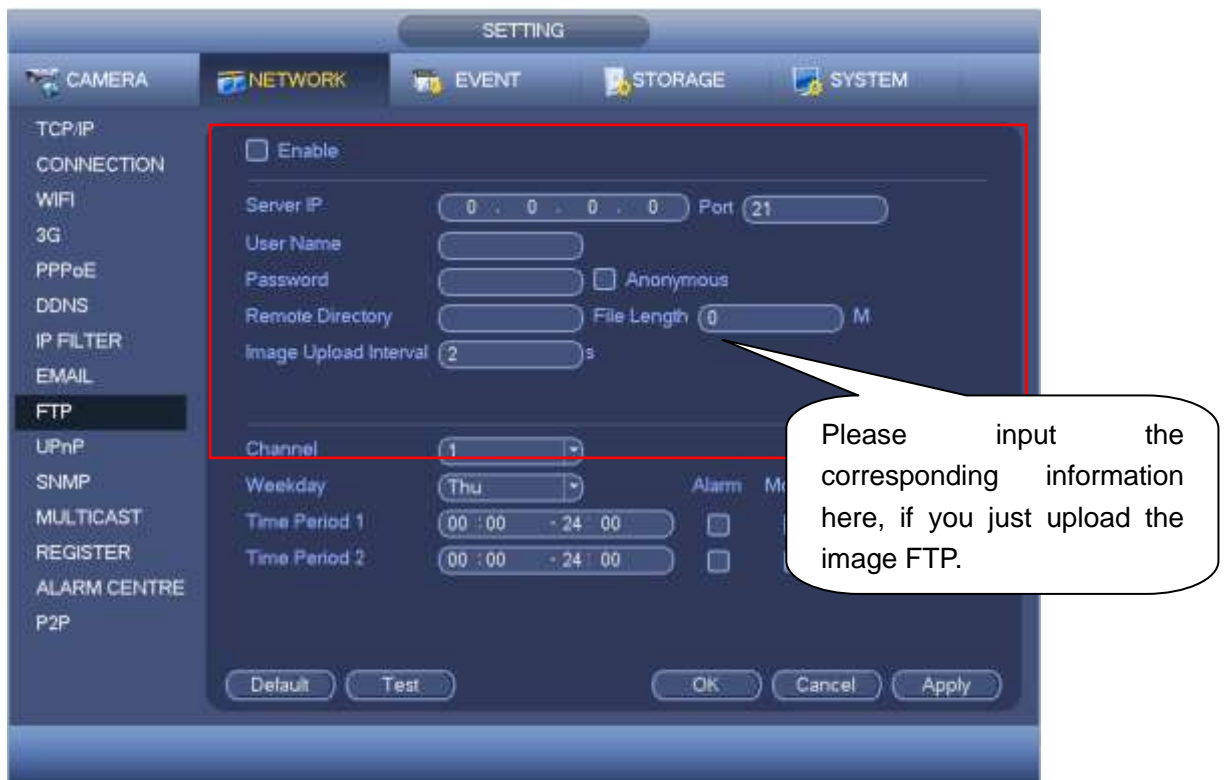 SETTING
CAMERA NETWORK EVENT STORAGE SYSTEM
TCP/IP
CONNECTION
WIFI
3G
PPPoE
DDNS
IP FILTER
EMAIL
FTP
UPnP
SNMP
MULTICAST
REGISTER
ALARM CENTRE
P2P
Enable
Server IP 0 . 0 . 0 . 0 Port 21
User Name
Password Anonymous
Remote Directory File Length 0 M
Image Upload Interval 2 s
Channel 1
Weekday Thu Alarm
Time Period 1 00 :00 - 24 :00
Time Period 2 00 :00 - 24 :00
Please input the
corresponding information
here, if you just upload the
image FTP.
Default Test OK Cancel Apply